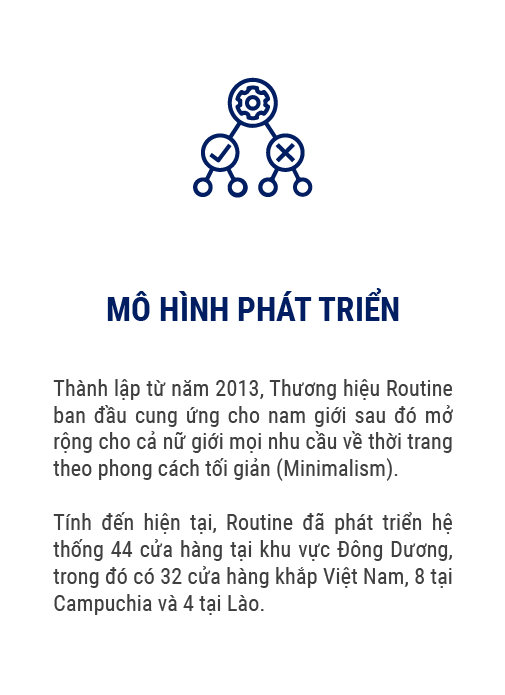 MÔ HÌNH PHÁT TRIỂN
Thành lập từ năm 2013, Thương hiệu Routine
ban đầu cung ứng cho nam giới sau đó mở
rộng cho cả nữ giới mọi nhu cầu về thời trang
theo phong cách tối giản (Minimalism).
Tính đến hiện tại, Routine đã phát triển hệ
thống 44 cửa hàng tại khu vực Đông Dương,
trong đó có 32 cửa hàng khắp Việt Nam, 8 tại
Campuchia và 4 tại Lào.